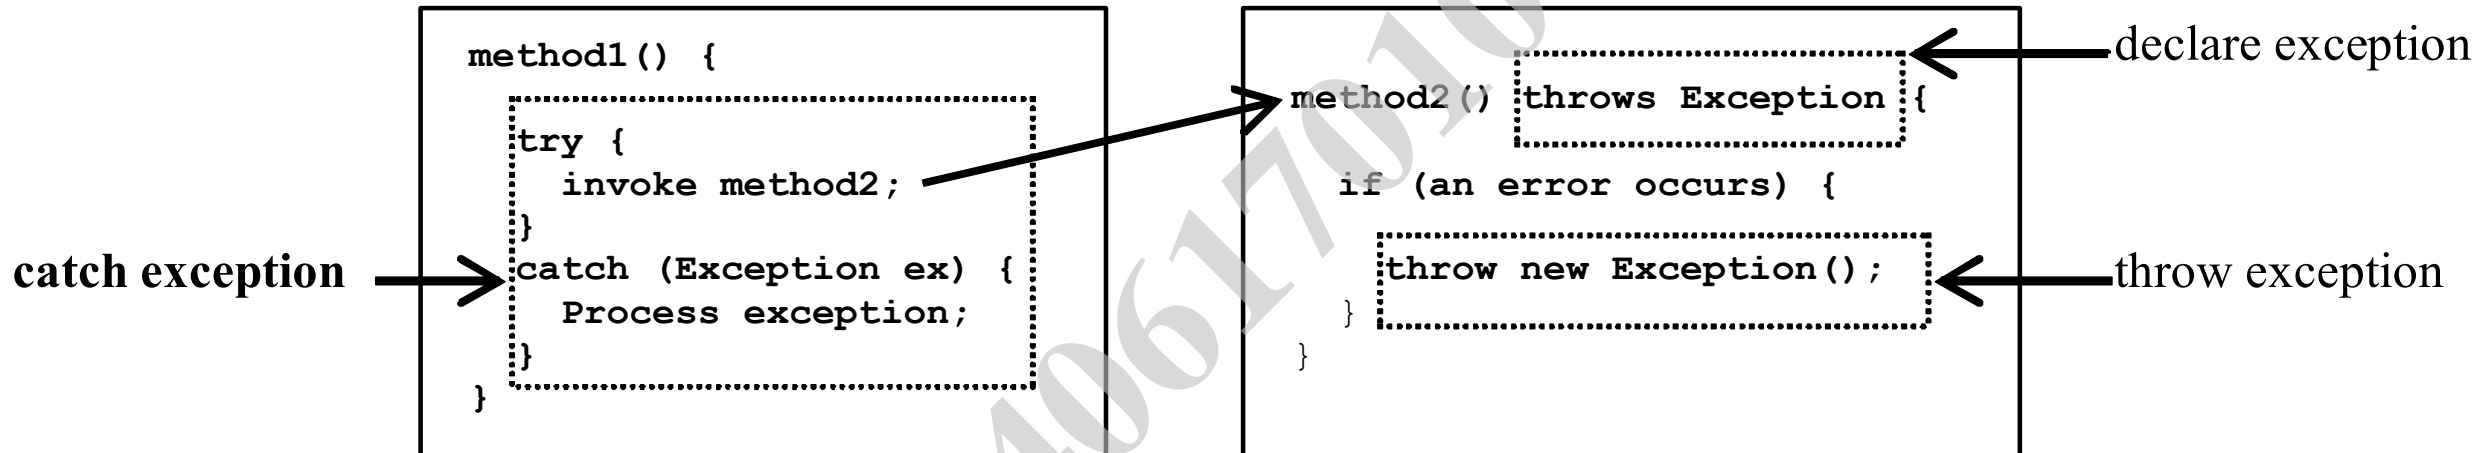 method1() {
try {
invoke method2;
}
catch (Exception ex) {
Process exception;
}
}
catch exception
method2() throws Exception {
if (an error occurs) {
throw new Exception();
}
}
declare exception
throw exception